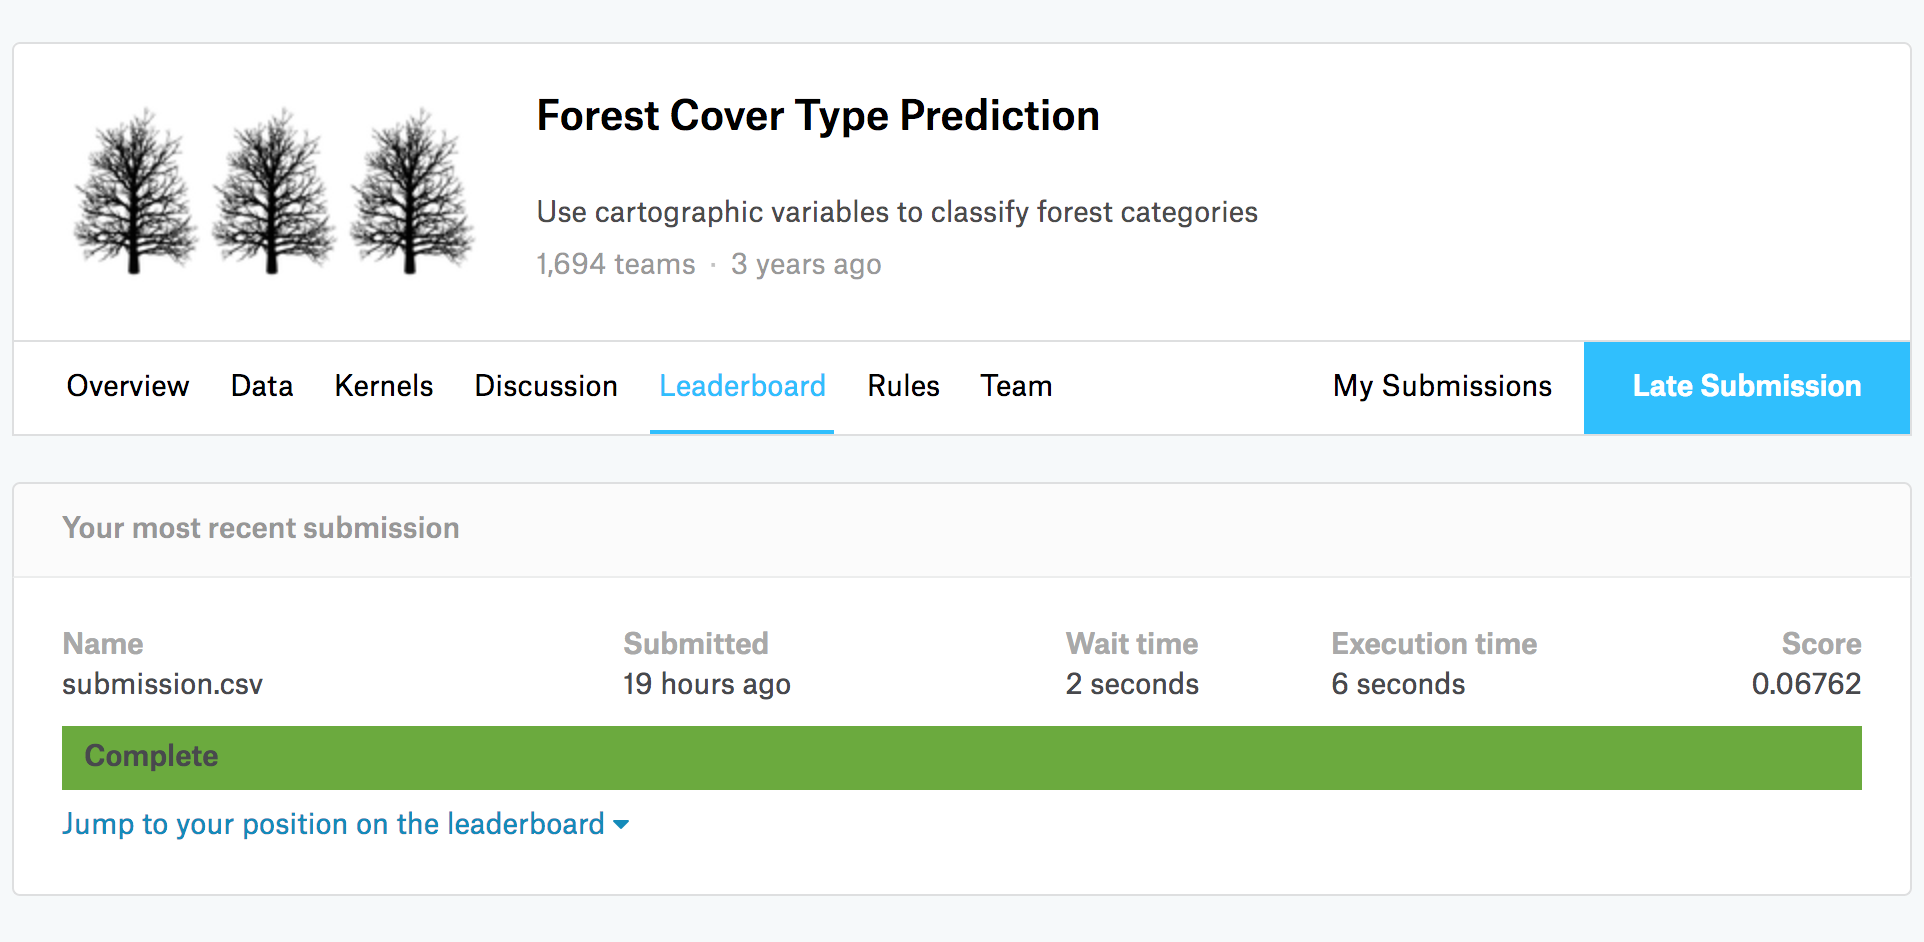 Forest Cover Type Prediction
Use cartographic variables to classify forest categories
1,694 teams · 3 years ago
Overview Data Kernels Discussion Leaderboard Rules Team My Submissions Late Submission
Your most recent submission
Name Submitted Wait time Execution time Score
submission.csv 19 hours ago 2 seconds 6 seconds 0.06762
Complete
Jump to your position on the leaderboard